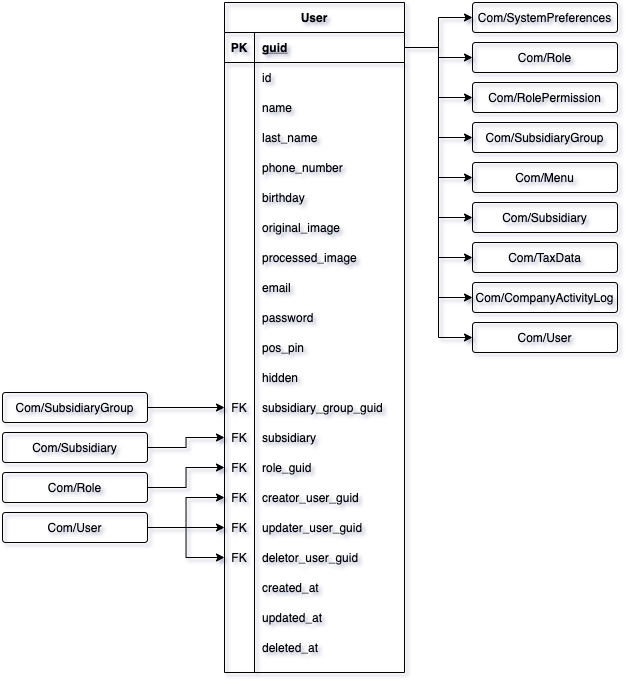 User
PK guid
id
name
last_name
phone_number
birthday
original_image
processed_image
email
password
pos_pin
hidden
FK subsidiary_group_guid
FK subsidiary
FK role_guid
FK creator_user_guid
FK updater_user_guid
FK deletor_user_guid
created_at
updated_at
deleted_at
Com/SubsidiaryGroup
Com/Subsidiary
Com/Role
Com/User
Com/SystemPreferences
Com/Role
Com/RolePermission
Com/SubsidiaryGroup
Com/Menu
Com/Subsidiary
Com/TaxData
Com/CompanyActivityLog
Com/User